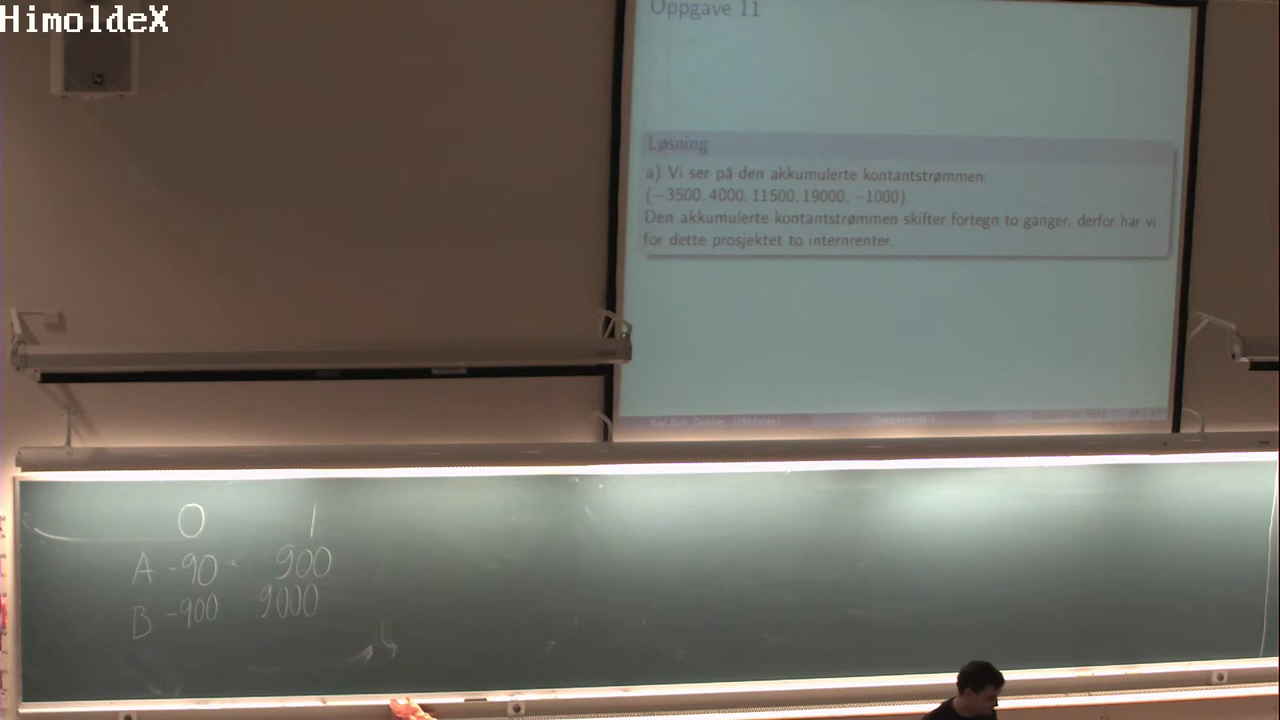 HimoldeX
Oppgave 11
Løsning
a) Vi ser på den akkumulerte kontantstrømmen:
(−3500, 4000, 11500, 19000, −1000).
Den akkumulerte kontantstrømmen skifter fortegn to ganger, derfor har vi
for dette prosjektet to internrenter.
0 1
A -90 900
B -900 9000